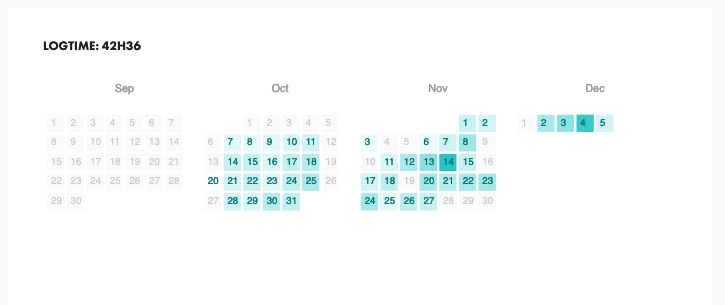 LOGTIME: 42H36
Sep
1 2 3 4 5 6 7
8 9 10 11 12 13 14
15 16 17 18 19 20 21
22 23 24 25 26 27 28
29 30
Oct
1 2 3 4 5
6 7 8 9 10 11 12
13 14 15 16 17 18 19
20 21 22 23 24 25 26
27 28 29 30 31
Nov
1 2
3 4 5 6 7 8 9
10 11 12 13 14 15 16
17 18 19 20 21 22 23
24 25 26 27 28 29 30
Dec
1 2 3 4 5